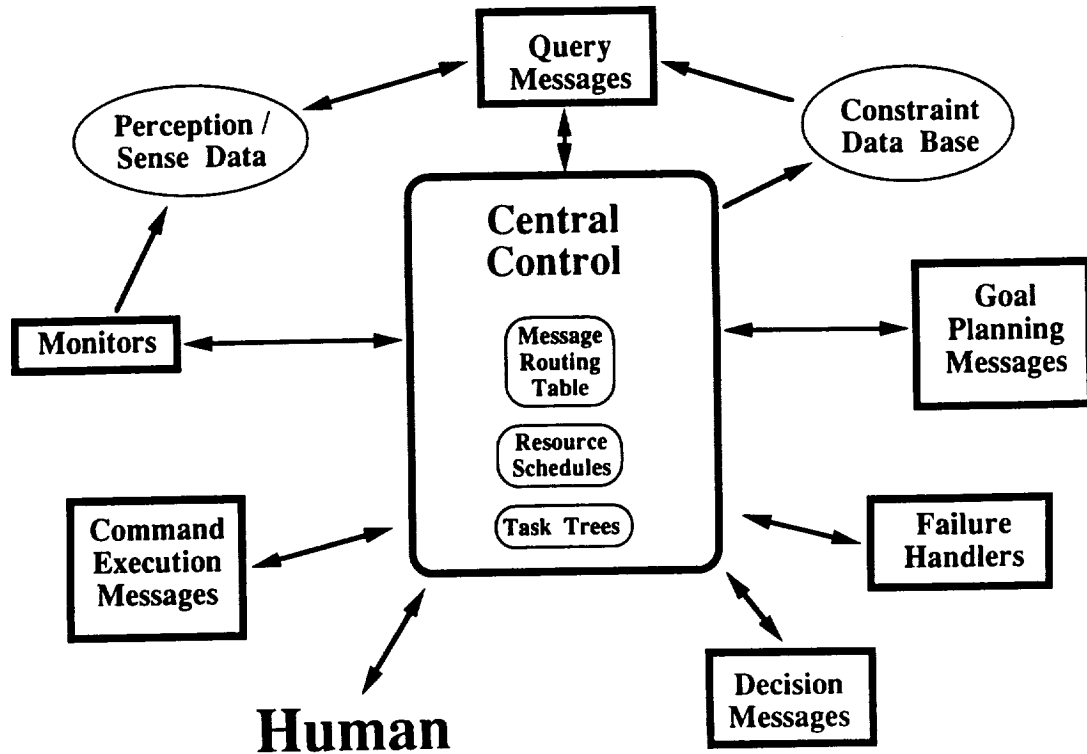 Query
Messages
Perception /
Sense Data
Constraint
Data Base
Central
Control
Monitors
Message
Routing
Table
Goal
Planning
Messages
Resource
Schedules
Task Trees
Command
Execution
Messages
Failure
Handlers
Human
Decision
Messages